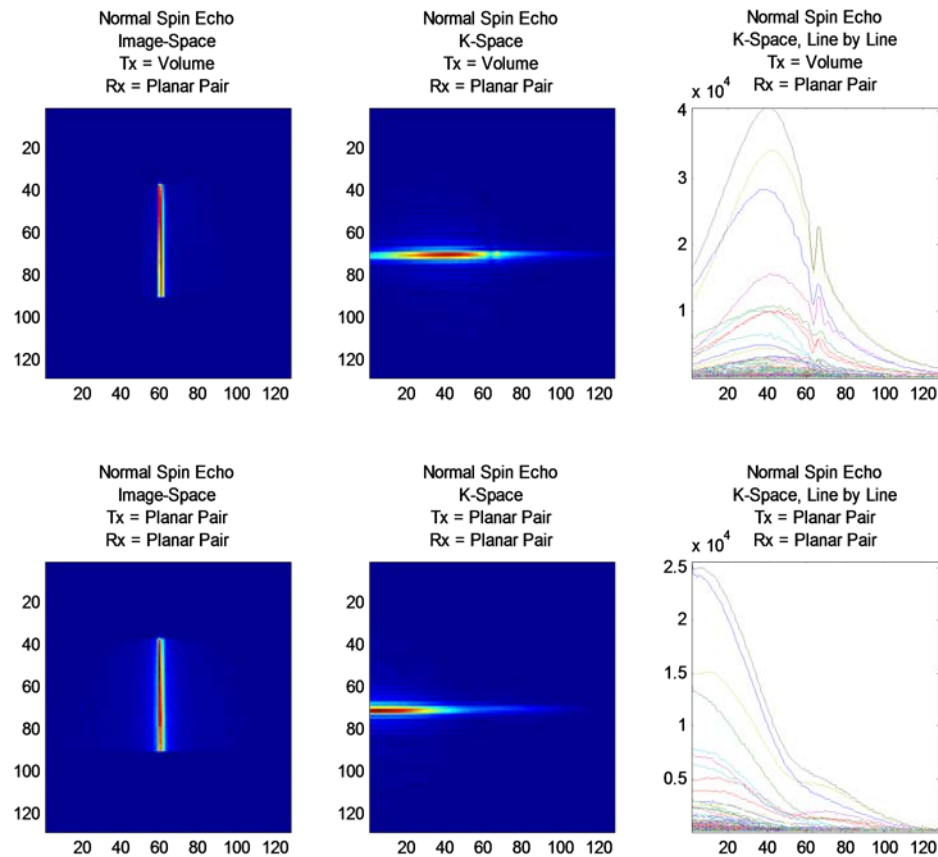 Normal Spin Echo
Image-Space
Tx = Volume
Rx = Planar Pair
20
40
60
80
100
120
20 40 60 80 100 120
Normal Spin Echo
K-Space
Tx = Volume
Rx = Planar Pair
20
40
60
80
100
120
20 40 60 80 100 120
Normal Spin Echo
K-Space, Line by Line
Tx = Volume
Rx = Planar Pair
x 10^4
4
3
2
1
20 40 60 80 100 120
Normal Spin Echo
Image-Space
Tx = Planar Pair
Rx = Planar Pair
20
40
60
80
100
120
20 40 60 80 100 120
Normal Spin Echo
K-Space
Tx = Planar Pair
Rx = Planar Pair
20
40
60
80
100
120
20 40 60 80 100 120
Normal Spin Echo
K-Space, Line by Line
Tx = Planar Pair
Rx = Planar Pair
x 10^4
2.5
2
1.5
1
0.5
20 40 60 80 100 120